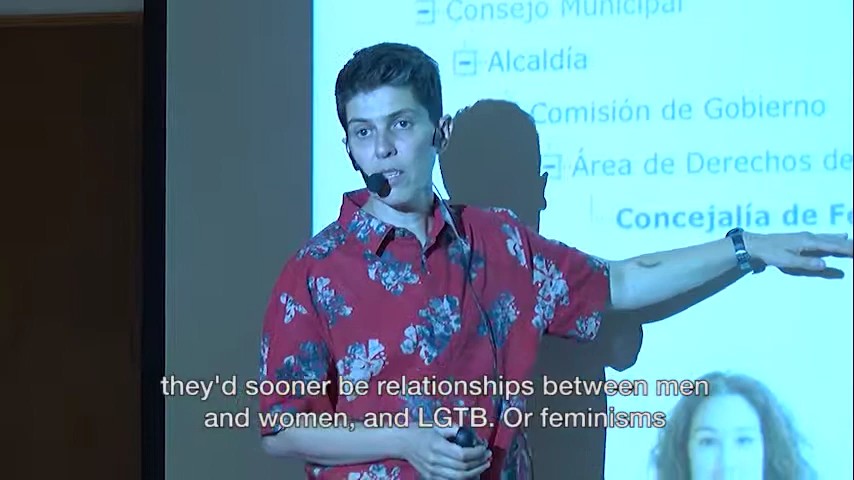 Consejo Municipal
Alcaldía
Comisión de Gobierno
Área de Derechos de
Concejalía de
they'd sooner be relationships between men
and women, and LGTB. Or feminisms